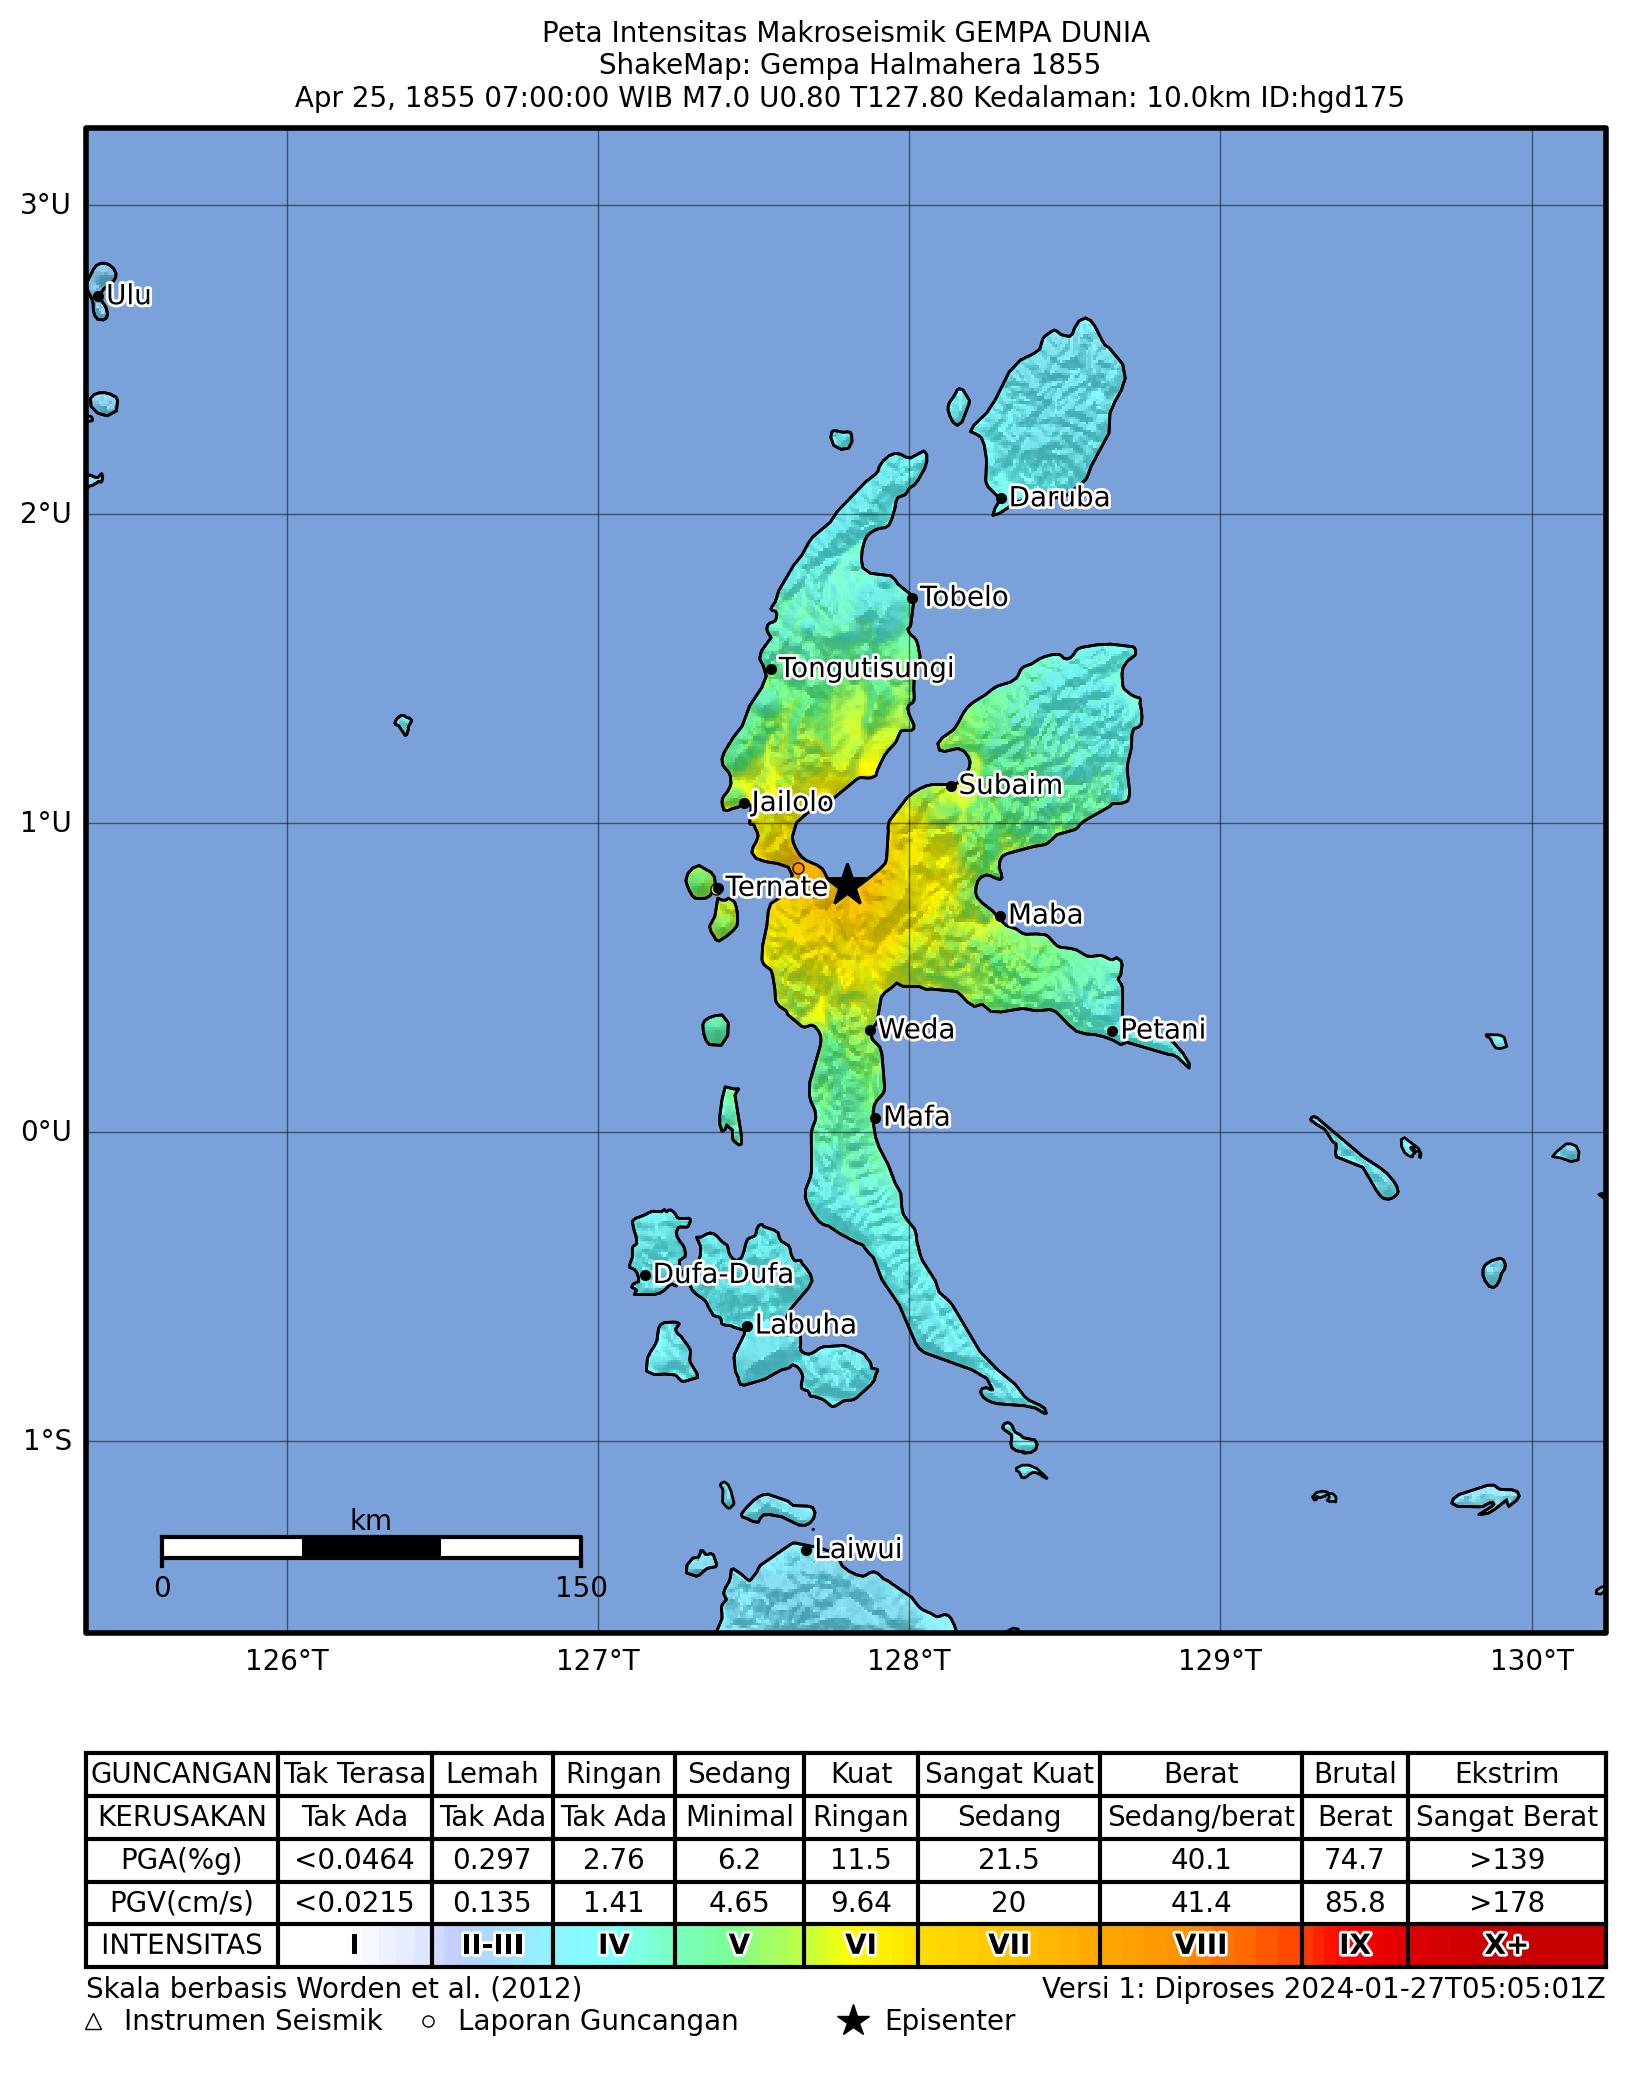 Peta Intensitas Makroseismik GEMPA DUNIA
ShakeMap: Gempa Halmahera 1855
Apr 25, 1855 07:00:00 WIB M7.0 U0.80 T127.80 Kedalaman: 10.0km ID:hgd175
3°U
Ulu
2°U
Daruba
Tobelo
Tongutisungi
Subaim
Jailolo
1°U
Ternate
Maba
Weda
Petani
Mafa
0°U
Dufa-Dufa
Labuha
1°S
km
Laiwui
0 150
126°T 127°T 128°T 129°T 130°T
GUNCANGAN Tak Terasa Lemah Ringan Sedang Kuat Sangat Kuat Berat Brutal Ekstrim
KERUSAKAN Tak Ada Tak Ada Tak Ada Minimal Ringan Sedang Sedang/berat Berat Sangat Berat
PGA(%g) <0.0464 0.297 2.76 6.2 11.5 21.5 40.1 74.7 >139
PGV(cm/s) <0.0215 0.135 1.41 4.65 9.64 20 41.4 85.8 >178
INTENSITAS I II-III IV V VI VII VIII IX X+
Skala berbasis Worden et al. (2012) Versi 1: Diproses 2024-01-27T05:05:01Z
Instrumen Seismik Laporan Guncangan Episenter